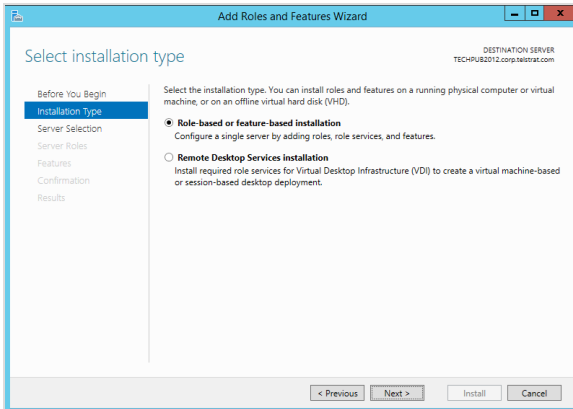 Add Roles and Features Wizard
Select installation type
DESTINATION SERVER
TECHPUB2012.corp.telstrat.com
Before You Begin
Installation Type
Server Selection
Server Roles
Features
Confirmation
Results
Select the installation type. You can install roles and features on a running physical computer or virtual
machine, or on an offline virtual hard disk (VHD).
Role-based or feature-based installation
Configure a single server by adding roles, role services, and features.
Remote Desktop Services installation
Install required role services for Virtual Desktop Infrastructure (VDI) to create a virtual machine-based
or session-based desktop deployment.
< Previous Next > Install Cancel